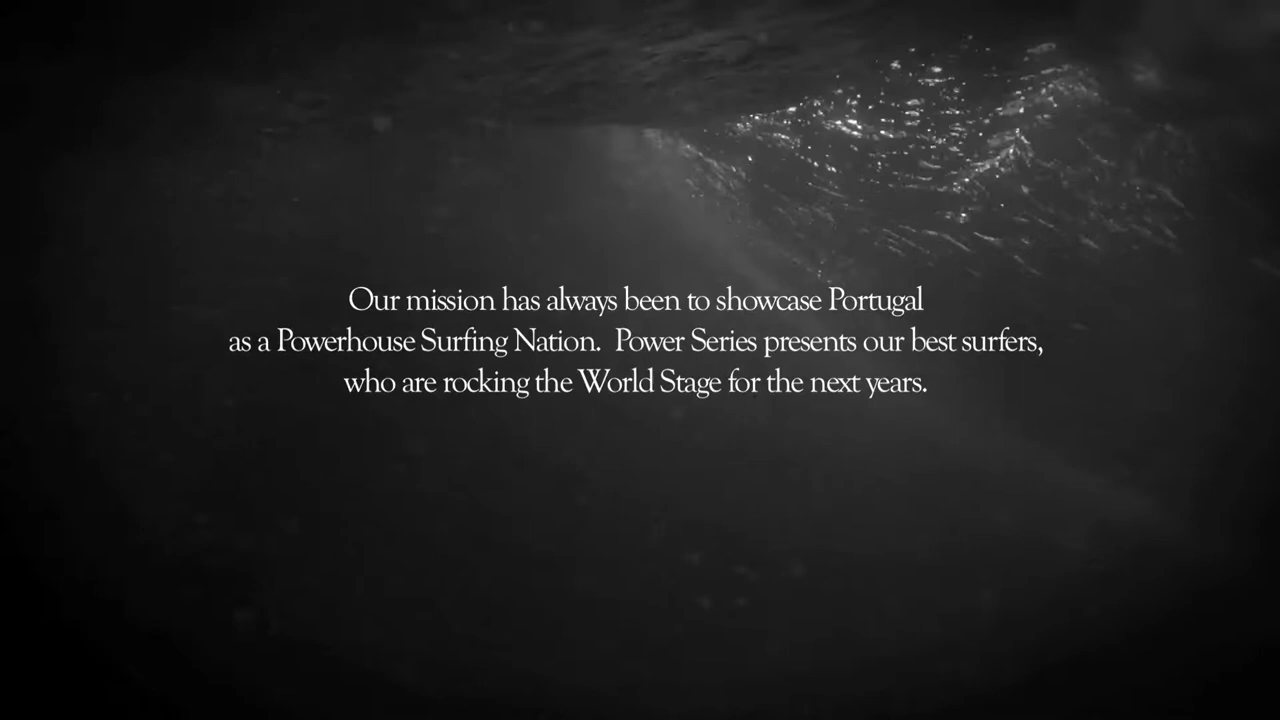 Our mission has always been to showcase Portugal
as a Powerhouse Surfing Nation. Power Series presents our best surfers,
who are rocking the World Stage for the next years.